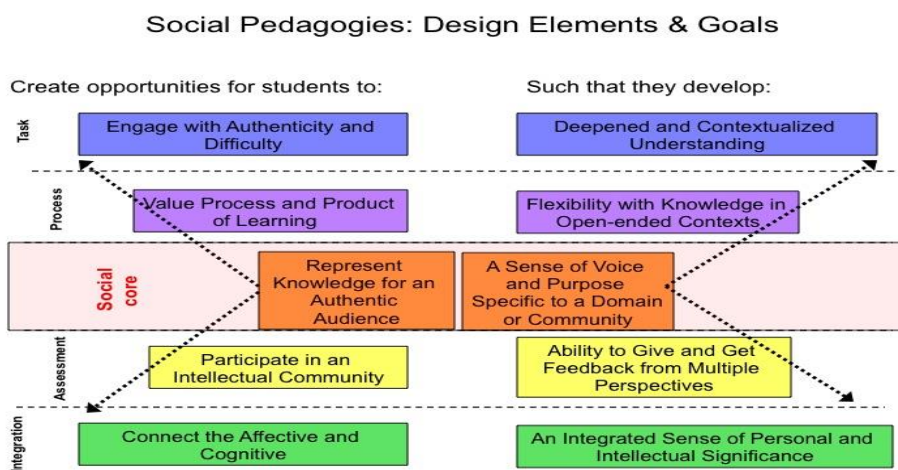 Social Pedagogies: Design Elements & Goals
Create opportunities for students to:
Such that they develop:
Task
Engage with Authenticity and
Difficulty
Deepened and Contextualized
Understanding
Process
Value Process and Product
of Learning
Flexibility with Knowledge in
Open-ended Contexts
Social
core
Represent
Knowledge for an
Authentic
Audience
A Sense of Voice
and Purpose
Specific to a Domain
or Community
Assessment
Participate in an
Intellectual Community
Ability to Give and Get
Feedback from Multiple
Perspectives
Integration
Connect the Affective and
Cognitive
An Integrated Sense of Personal and
Intellectual Significance